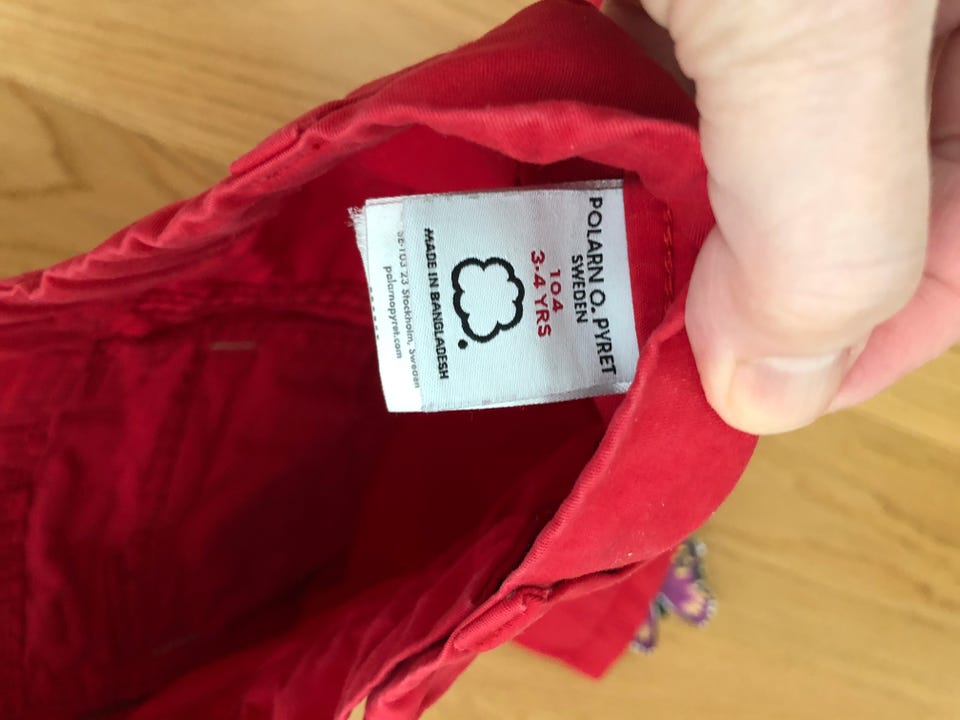 POLARN O. PYRET
SWEDEN
104
3-4 YRS
MADE IN BANGLADESH
SE-103 23 Stockholm, Sweden
polarnopyret.com